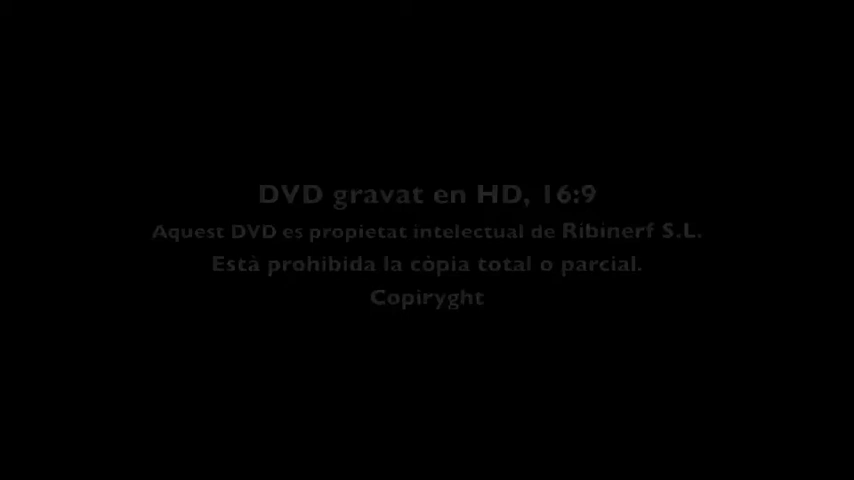 DVD gravat en HD, 16:9
Aquest DVD es propietat intelectual de Ribinerf S.L.
Està prohibida la còpia total o parcial.
Copiryght